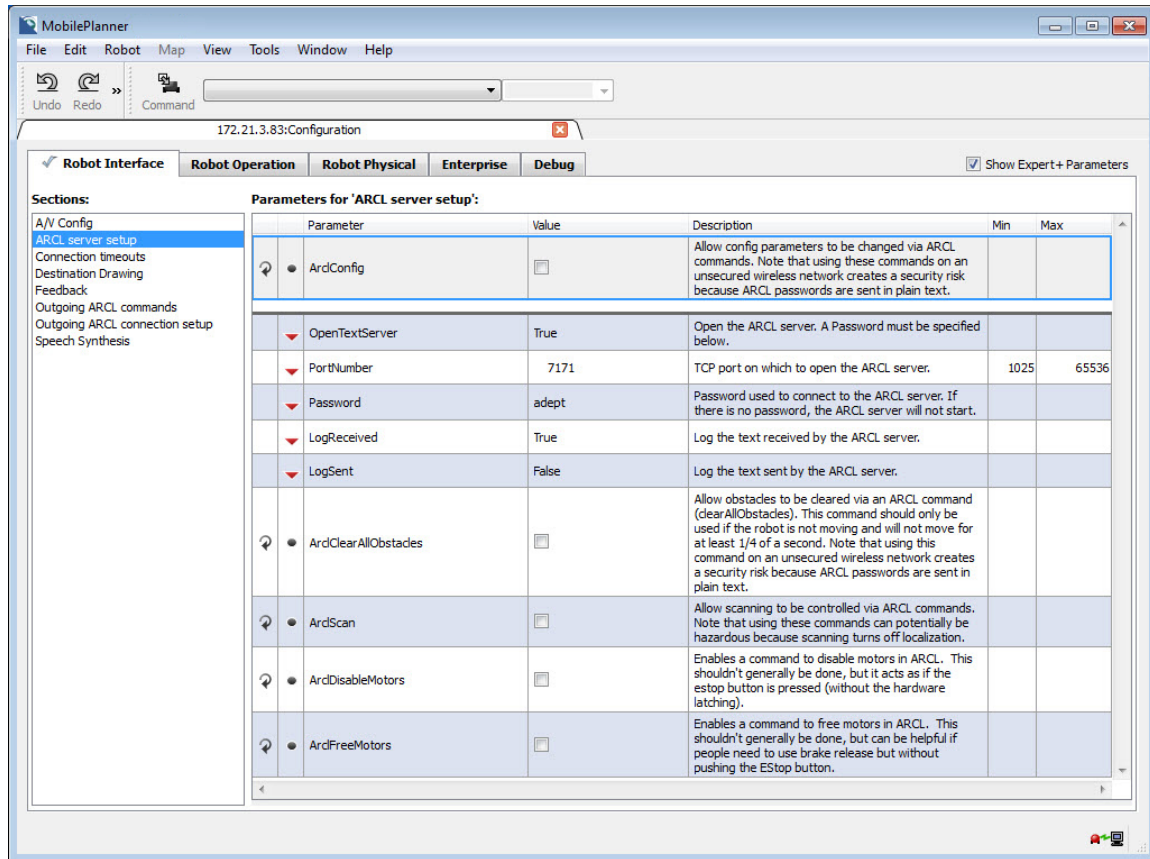 MobilePlanner
File Edit Robot Map View Tools Window Help
Undo Redo » Command
172.21.3.83:Configuration
Robot Interface Robot Operation Robot Physical Enterprise Debug Show Expert+ Parameters
Sections:
A/V Config
ARCL server setup
Connection timeouts
Destination Drawing
Feedback
Outgoing ARCL commands
Outgoing ARCL connection setup
Speech Synthesis
Parameters for 'ARCL server setup':
Parameter Value Description Min Max
ArclConfig
Allow config parameters to be changed via ARCL
commands. Note that using these commands on an
unsecured wireless network creates a security risk
because ARCL passwords are sent in plain text.
OpenTextServer True
Open the ARCL server. A Password must be specified
below.
PortNumber 7171 TCP port on which to open the ARCL server. 1025 65536
Password adept
Password used to connect to the ARCL server. If
there is no password, the ARCL server will not start.
LogReceived True Log the text received by the ARCL server.
LogSent False Log the text sent by the ARCL server.
ArclClearAllObstacles
Allow obstacles to be cleared via an ARCL command
(clearAllObstacles). This command should only be
used if the robot is not moving and will not move for
at least 1/4 of a second. Note that using this
command on an unsecured wireless network creates
a security risk because ARCL passwords are sent in
plain text.
ArclScan
Allow scanning to be controlled via ARCL commands.
Note that using these commands can potentially be
hazardous because scanning turns off localization.
ArclDisableMotors
Enables a command to disable motors in ARCL. This
shouldn't generally be done, but it acts as if the
estop button is pressed (without the hardware
latching).
ArclFreeMotors
Enables a command to free motors in ARCL. This
shouldn't generally be done, but can be helpful if
people need to use brake release but without
pushing the EStop button.